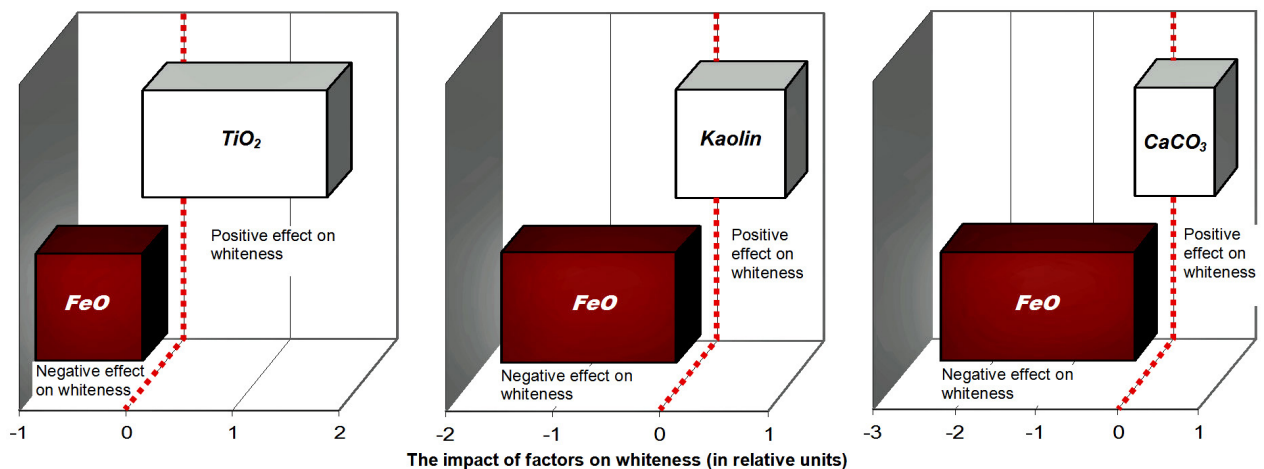 TiO₂
FeO
Positive effect on
whiteness
Negative effect
on whiteness
-1 0 1 2
Kaolin
FeO
Positive
effect on
whiteness
Negative effect on
whiteness
-2 -1 0 1
CaCO₃
FeO
Positive
effect on
whiteness
Negative effect on
whiteness
-3 -2 -1 0 1
The impact of factors on whiteness (in relative units)